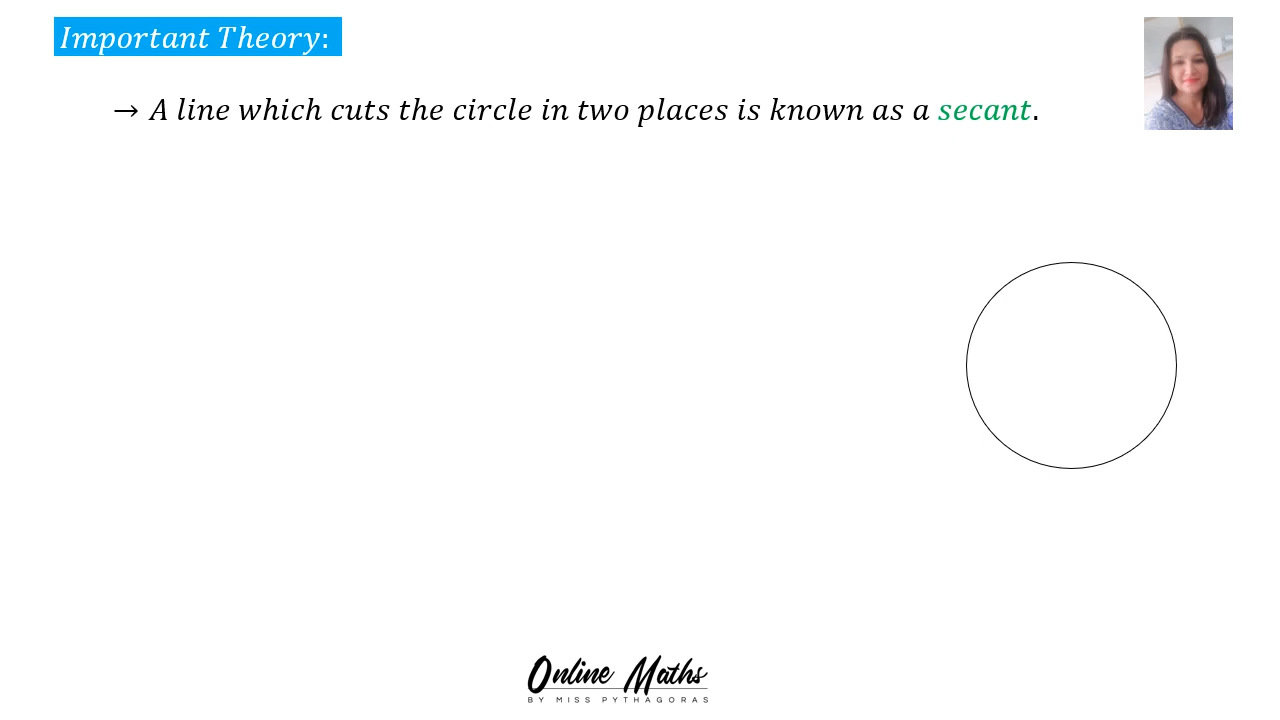 Important Theory:
→ A line which cuts the circle in two places is known as a secant.
Online Maths
BY MISS PYTHAGORAS